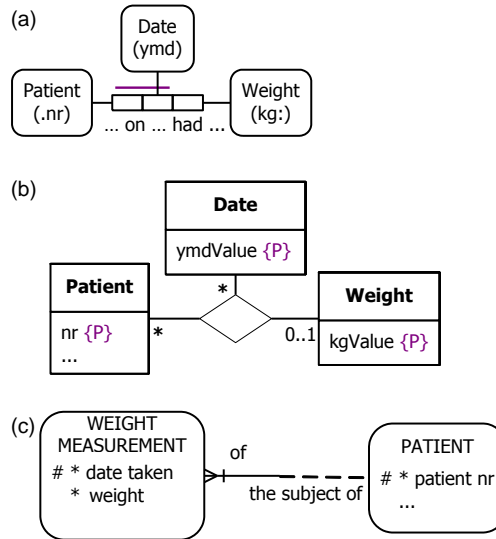 (a)
Date
(ymd)
Patient
(.nr)
Weight
(kg:)
... on ... had ...
(b)
Date
ymdValue {P}
Patient
nr {P}
...
*
*
0..1
Weight
kgValue {P}
(c)
WEIGHT
MEASUREMENT
# * date taken
* weight
of
the subject of
PATIENT
# * patient nr
...